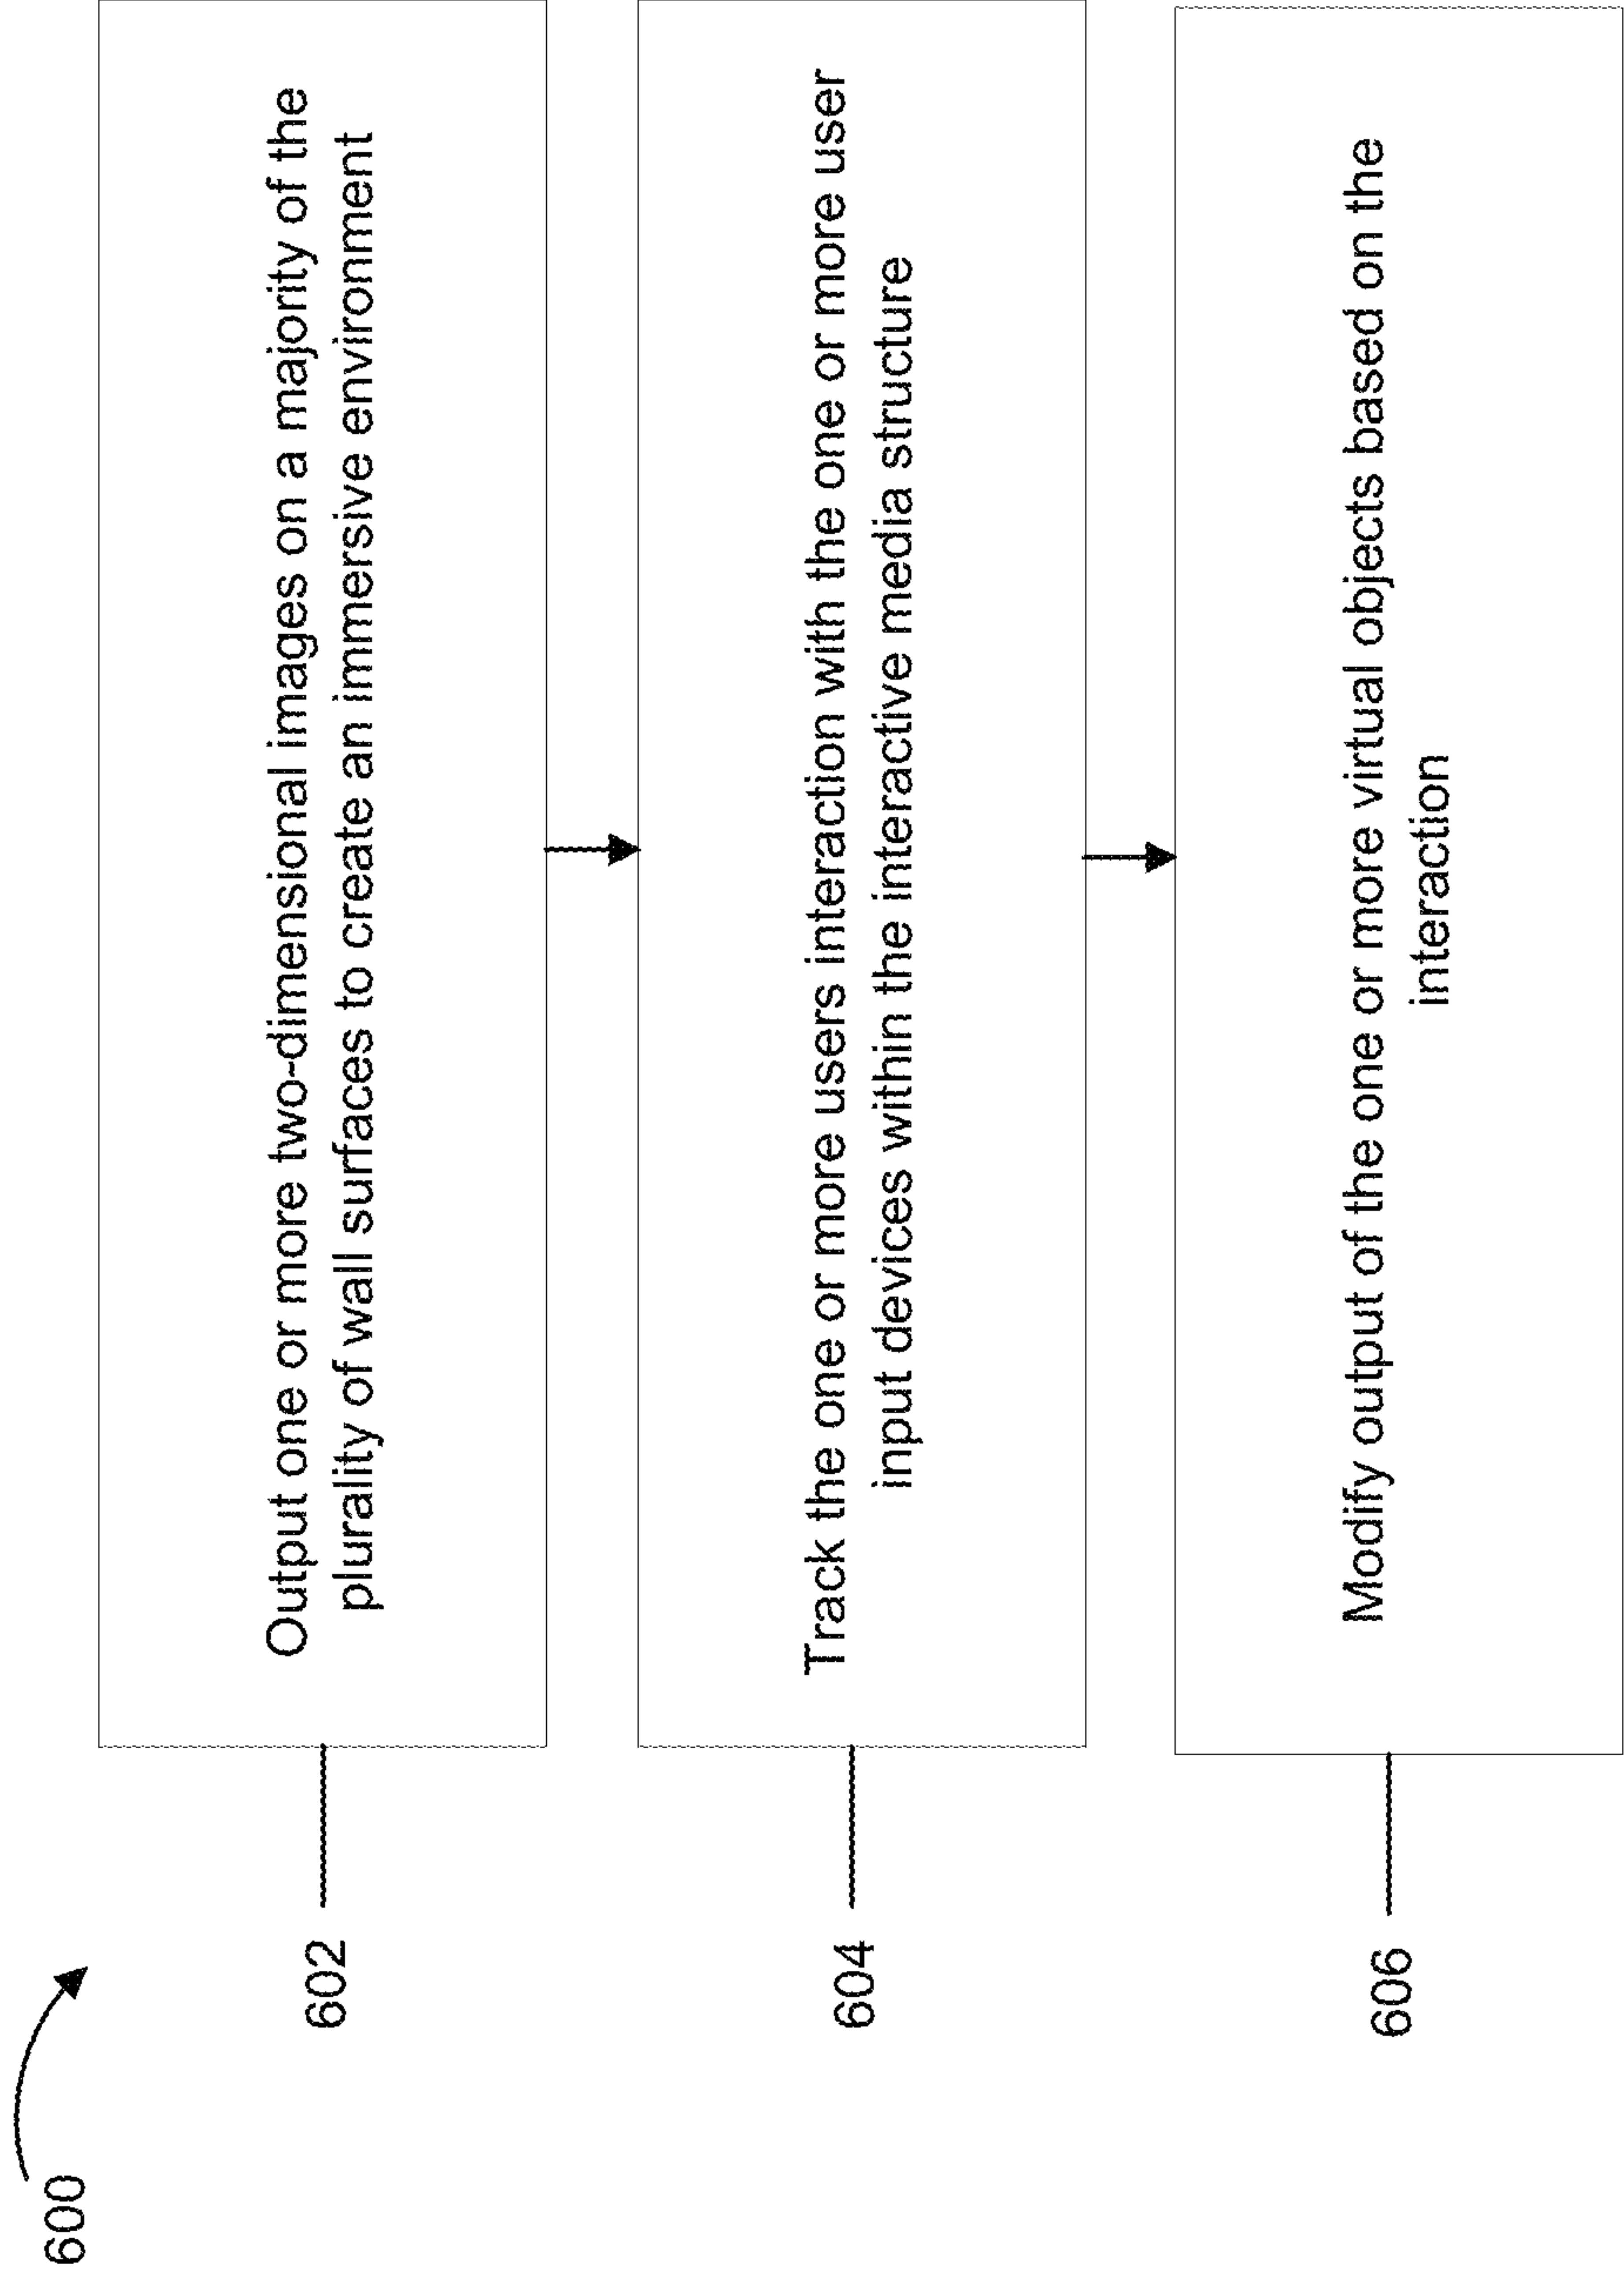 600
602
Output one or more two-dimensional images on a majority of the
plurality of wall surfaces to create an immersive environment
604
Track the one or more users interaction with the one or more user
input devices within the interactive media structure
606
Modify output of the one or more virtual objects based on the
interaction